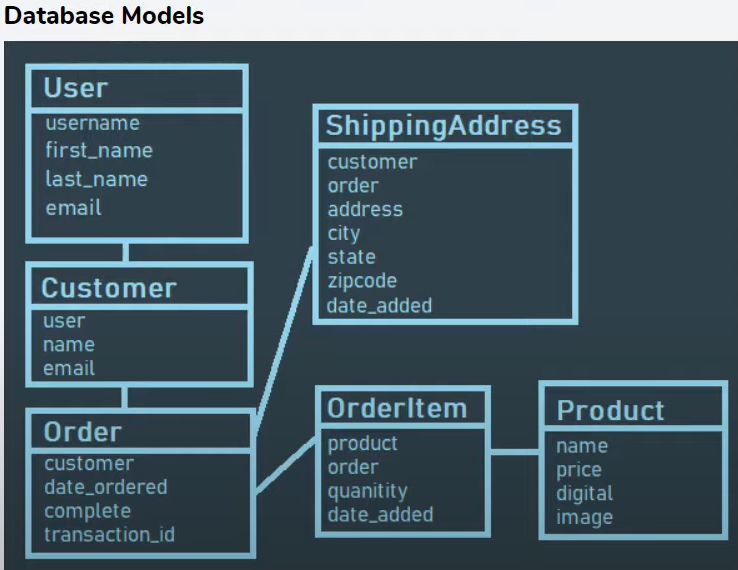 Database Models
User
username
first_name
last_name
email
Customer
user
name
email
Order
customer
date_ordered
complete
transaction_id
ShippingAddress
customer
order
address
city
state
zipcode
date_added
OrderItem
product
order
quanitity
date_added
Product
name
price
digital
image